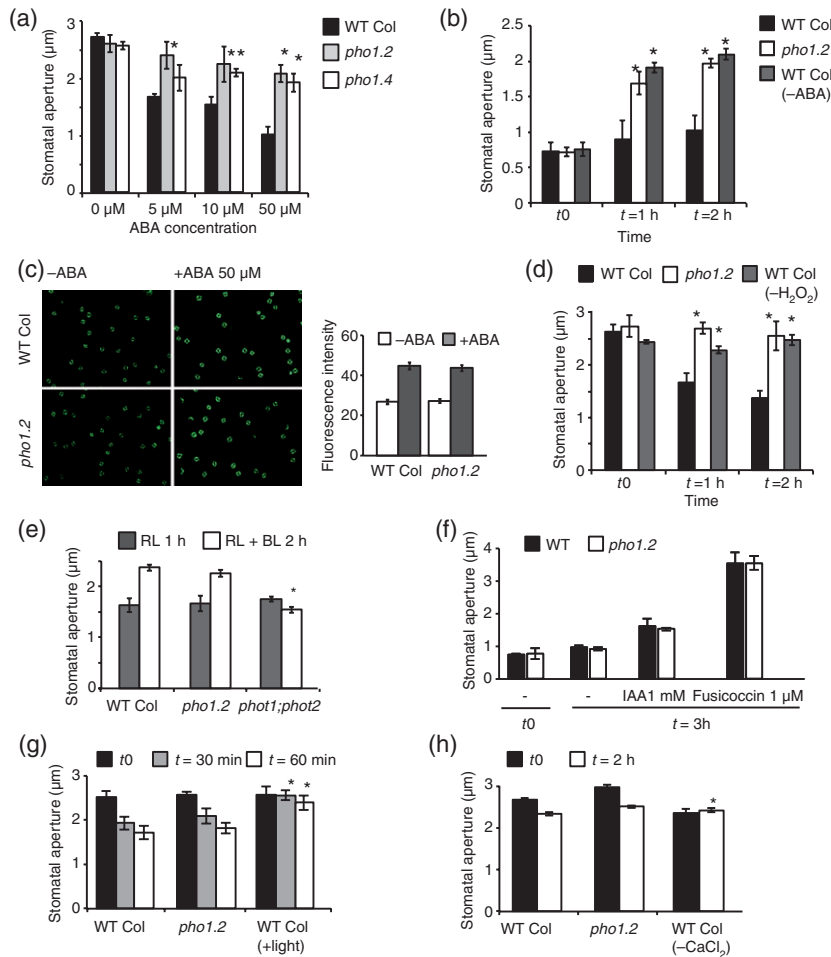 (a)
WT Col
pho1.2
pho1.4
Stomatal aperture (µm)
3
2
1
0
* ** * *
0 µM 5 µM 10 µM 50 µM
ABA concentration
(b)
WT Col
pho1.2
WT Col
(–ABA)
Stomatal aperture (µm)
2.5
2
1.5
1
0.5
0
* * * *
t0 t =1 h t =2 h
Time
(c)
–ABA +ABA 50 µM
WT Col
pho1.2
Fluorescence intensity
60
40
20
0
–ABA +ABA
WT Col pho1.2
(d)
WT Col pho1.2 WT Col
(–H₂O₂)
Stomatal aperture (µm)
3
2
1
0
* * * *
t0 t =1 h t =2 h
Time
(e)
RL 1 h RL + BL 2 h
Stomatal aperture (µm)
2
1
0
*
WT Col pho1.2 phot1;phot2
(f)
WT pho1.2
Stomatal aperture (µm)
4
3
2
1
0
- - IAA1 mM Fusicoccin 1 µM
t0 t = 3h
(g)
t0 t = 30 min t = 60 min
Stomatal aperture (µm)
3
2
1
0
* *
WT Col pho1.2 WT Col
(+light)
(h)
t0 t = 2 h
Stomatal aperture (µm)
3
2
1
0
*
WT Col pho1.2 WT Col
(–CaCl₂)